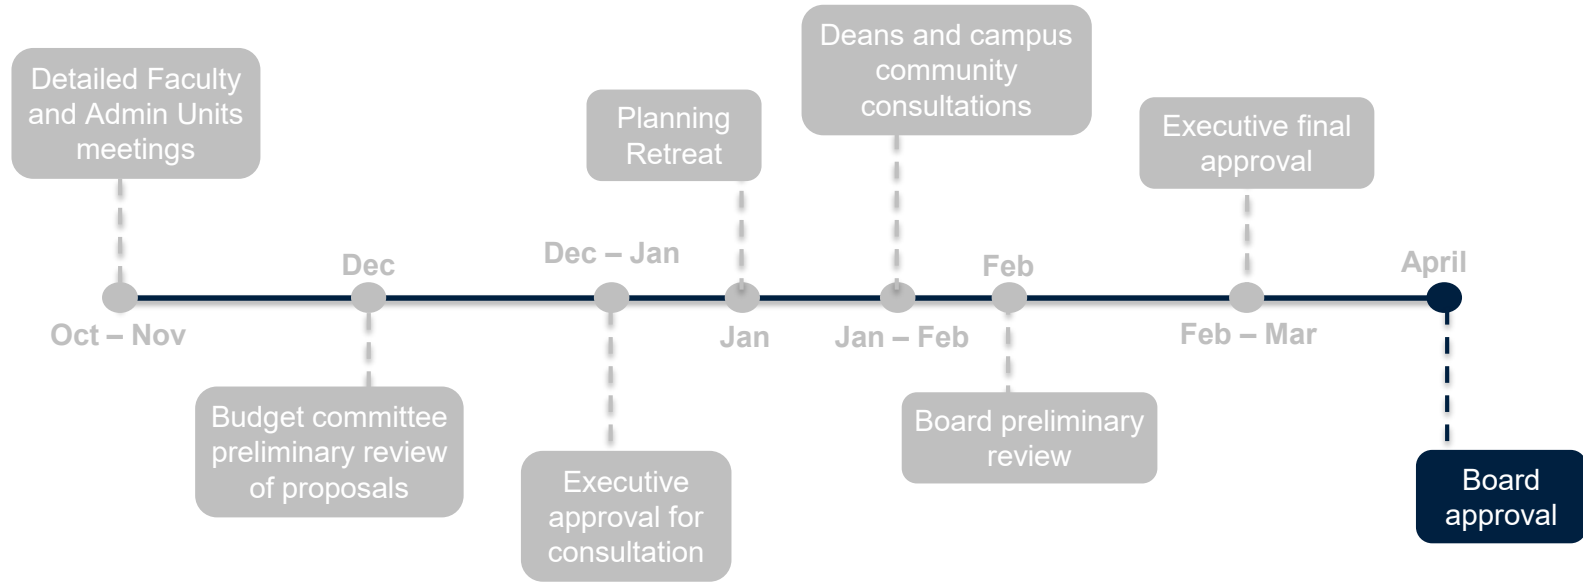 Detailed Faculty
and Admin Units
meetings
Oct – Nov
Dec
Budget committee
preliminary review
of proposals
Dec – Jan
Executive
approval for
consultation
Planning
Retreat
Jan
Deans and campus
community
consultations
Jan – Feb
Feb
Board preliminary
review
Executive final
approval
Feb – Mar
April
Board
approval